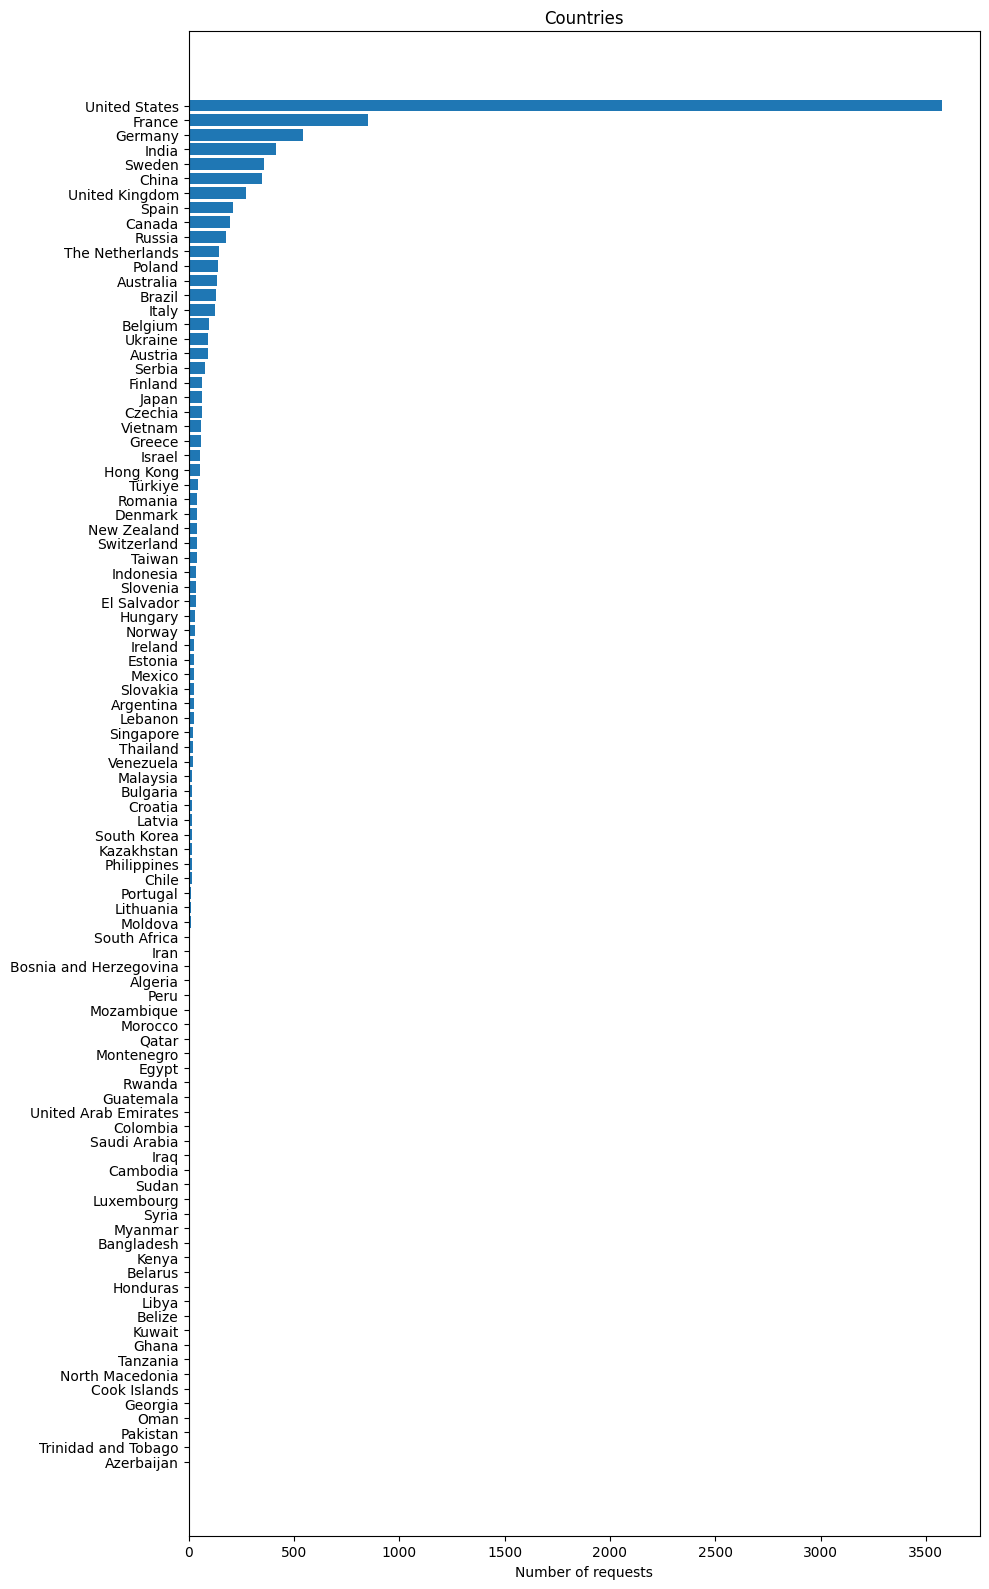 Countries
United States
France
Germany
India
Sweden
China
United Kingdom
Spain
Canada
Russia
The Netherlands
Poland
Australia
Brazil
Italy
Belgium
Ukraine
Austria
Serbia
Finland
Japan
Czechia
Vietnam
Greece
Israel
Hong Kong
Türkiye
Romania
Denmark
New Zealand
Switzerland
Taiwan
Indonesia
Slovenia
El Salvador
Hungary
Norway
Ireland
Estonia
Mexico
Slovakia
Argentina
Lebanon
Singapore
Thailand
Venezuela
Malaysia
Bulgaria
Croatia
Latvia
South Korea
Kazakhstan
Philippines
Chile
Portugal
Lithuania
Moldova
South Africa
Iran
Bosnia and Herzegovina
Algeria
Peru
Mozambique
Morocco
Qatar
Montenegro
Egypt
Rwanda
Guatemala
United Arab Emirates
Colombia
Saudi Arabia
Iraq
Cambodia
Sudan
Luxembourg
Syria
Myanmar
Bangladesh
Kenya
Belarus
Honduras
Libya
Belize
Kuwait
Ghana
Tanzania
North Macedonia
Cook Islands
Georgia
Oman
Pakistan
Trinidad and Tobago
Azerbaijan
0 500 1000 1500 2000 2500 3000 3500
Number of requests